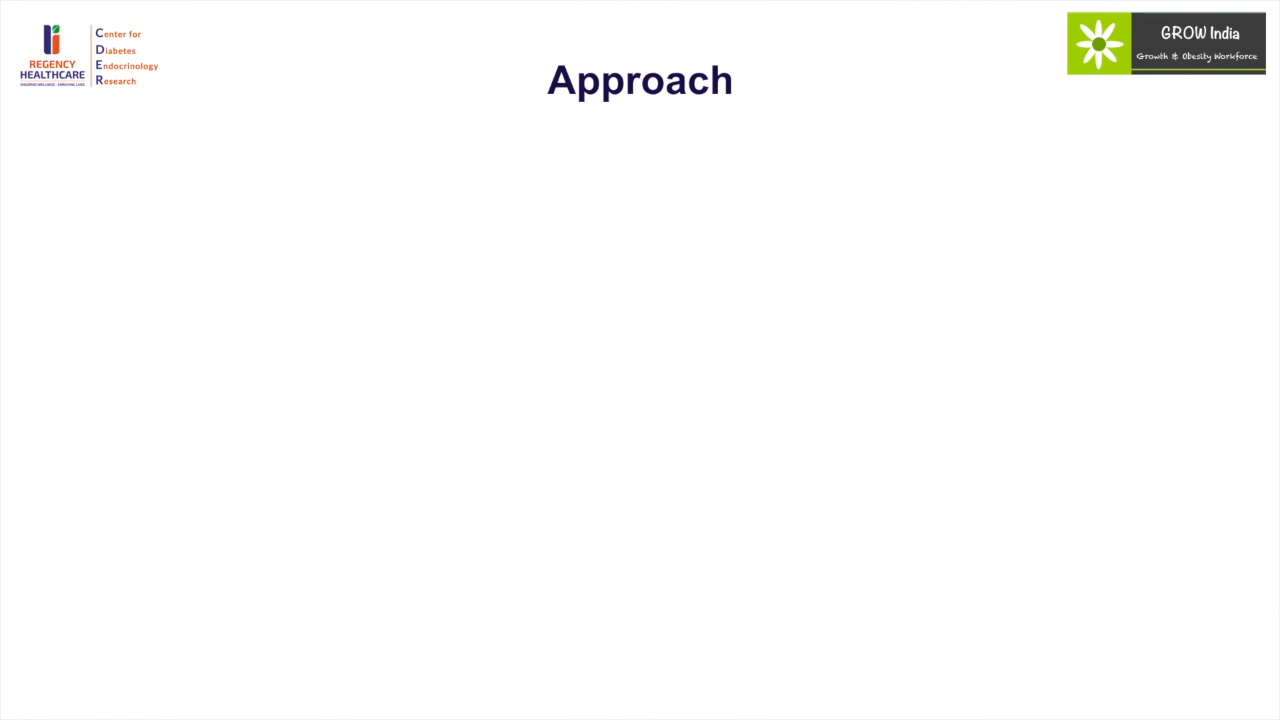 REGENCY
HEALTHCARE
Center for
Diabetes
Endocrinology
Research
Approach
GROW India
Growth & Obesity Workforce